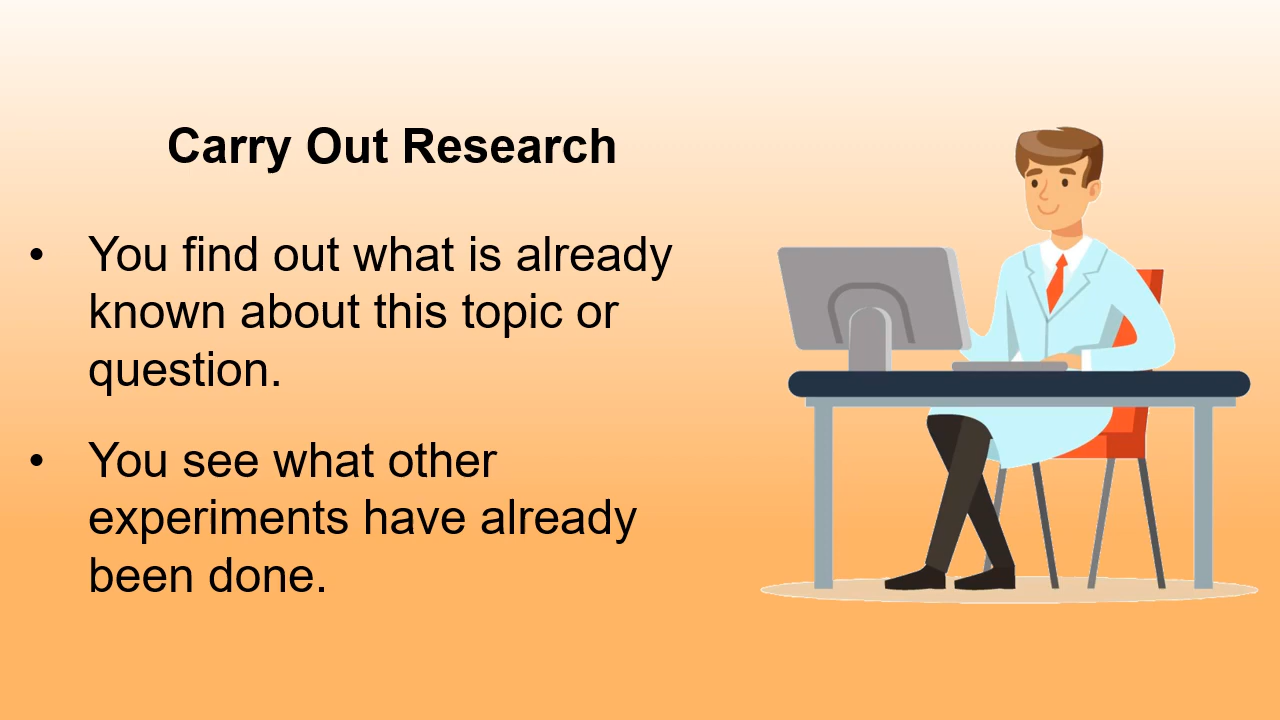 Carry Out Research
• You find out what is already
known about this topic or
question.
• You see what other
experiments have already
been done.